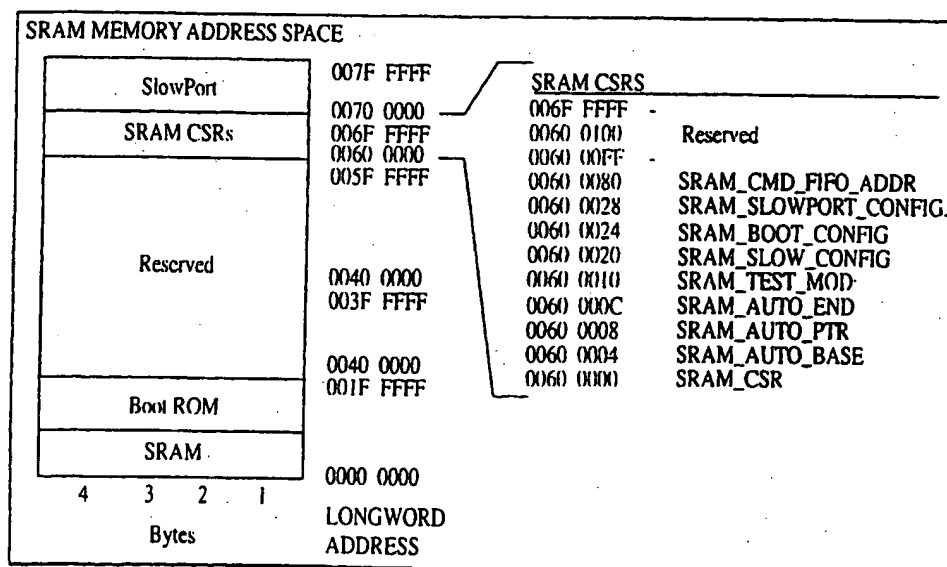 SRAM MEMORY ADDRESS SPACE
SlowPort
SRAM CSRs
Reserved
Boot ROM
SRAM
4 3 2 1
Bytes
007F FFFF
0070 0000
006F FFFF
0060 0000
005F FFFF
0040 0000
003F FFFF
0040 0000
001F FFFF
0000 0000
LONGWORD
ADDRESS
SRAM CSRS
006F FFFF -
0060 0100 Reserved
0060 00FF -
0060 0080 SRAM_CMD_FIFO_ADDR
0060 0028 SRAM_SLOWPORT_CONFIG
0060 0024 SRAM_BOOT_CONFIG
0060 0020 SRAM_SLOW_CONFIG
0060 0010 SRAM_TEST_MOD
0060 000C SRAM_AUTO_END
0060 0008 SRAM_AUTO_PTR
0060 0004 SRAM_AUTO_BASE
0060 0000 SRAM_CSR